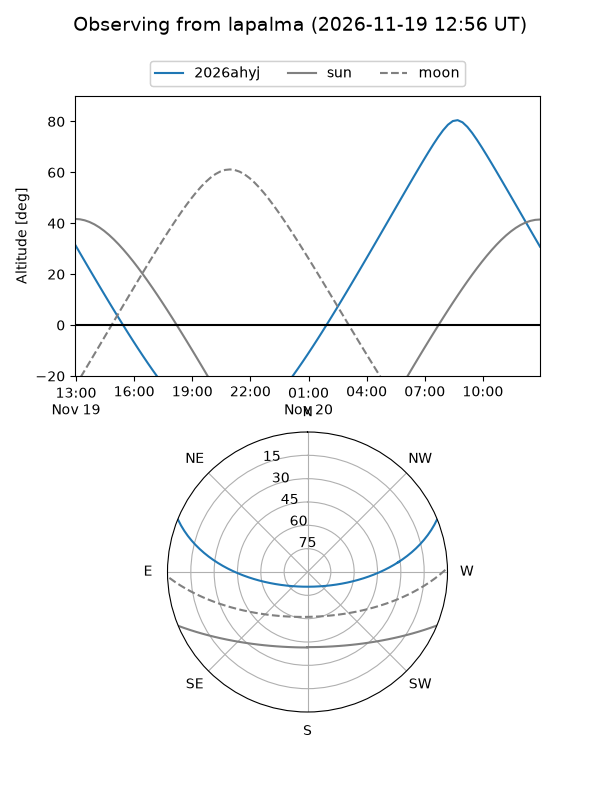 Observing from lapalma (2026-11-19 12:56 UT)
2026ahyj sun moon
Altitude [deg]
80
60
40
20
0
−20
13:00 16:00 19:00 22:00 01:00 04:00 07:00 10:00
Nov 19 Nov 20
N
NE NW
15
30
45
60
75
E W
SE SW
S